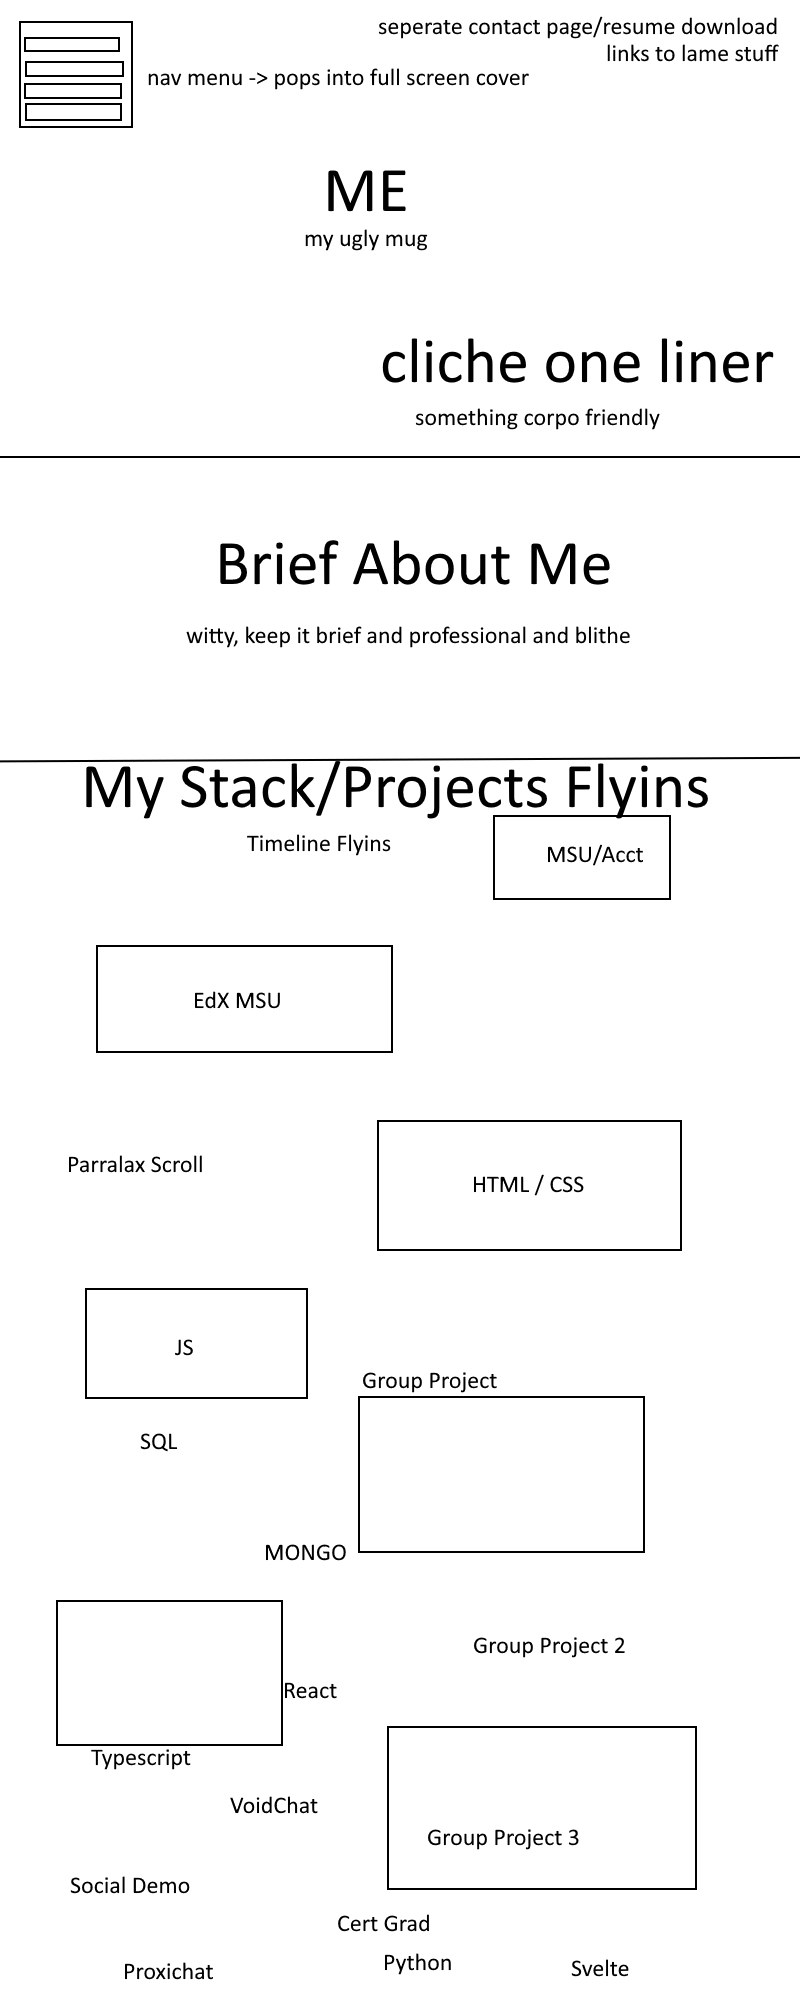 seperate contact page/resume download
links to lame stuff
nav menu -> pops into full screen cover
ME
my ugly mug
cliche one liner
something corpo friendly
Brief About Me
witty, keep it brief and professional and blithe
My Stack/Projects Flyins
Timeline Flyins
MSU/Acct
EdX MSU
Parralax Scroll
HTML / CSS
JS
Group Project
SQL
MONGO
Group Project 2
React
Typescript
VoidChat
Group Project 3
Social Demo
Cert Grad
Python
Proxichat
Svelte